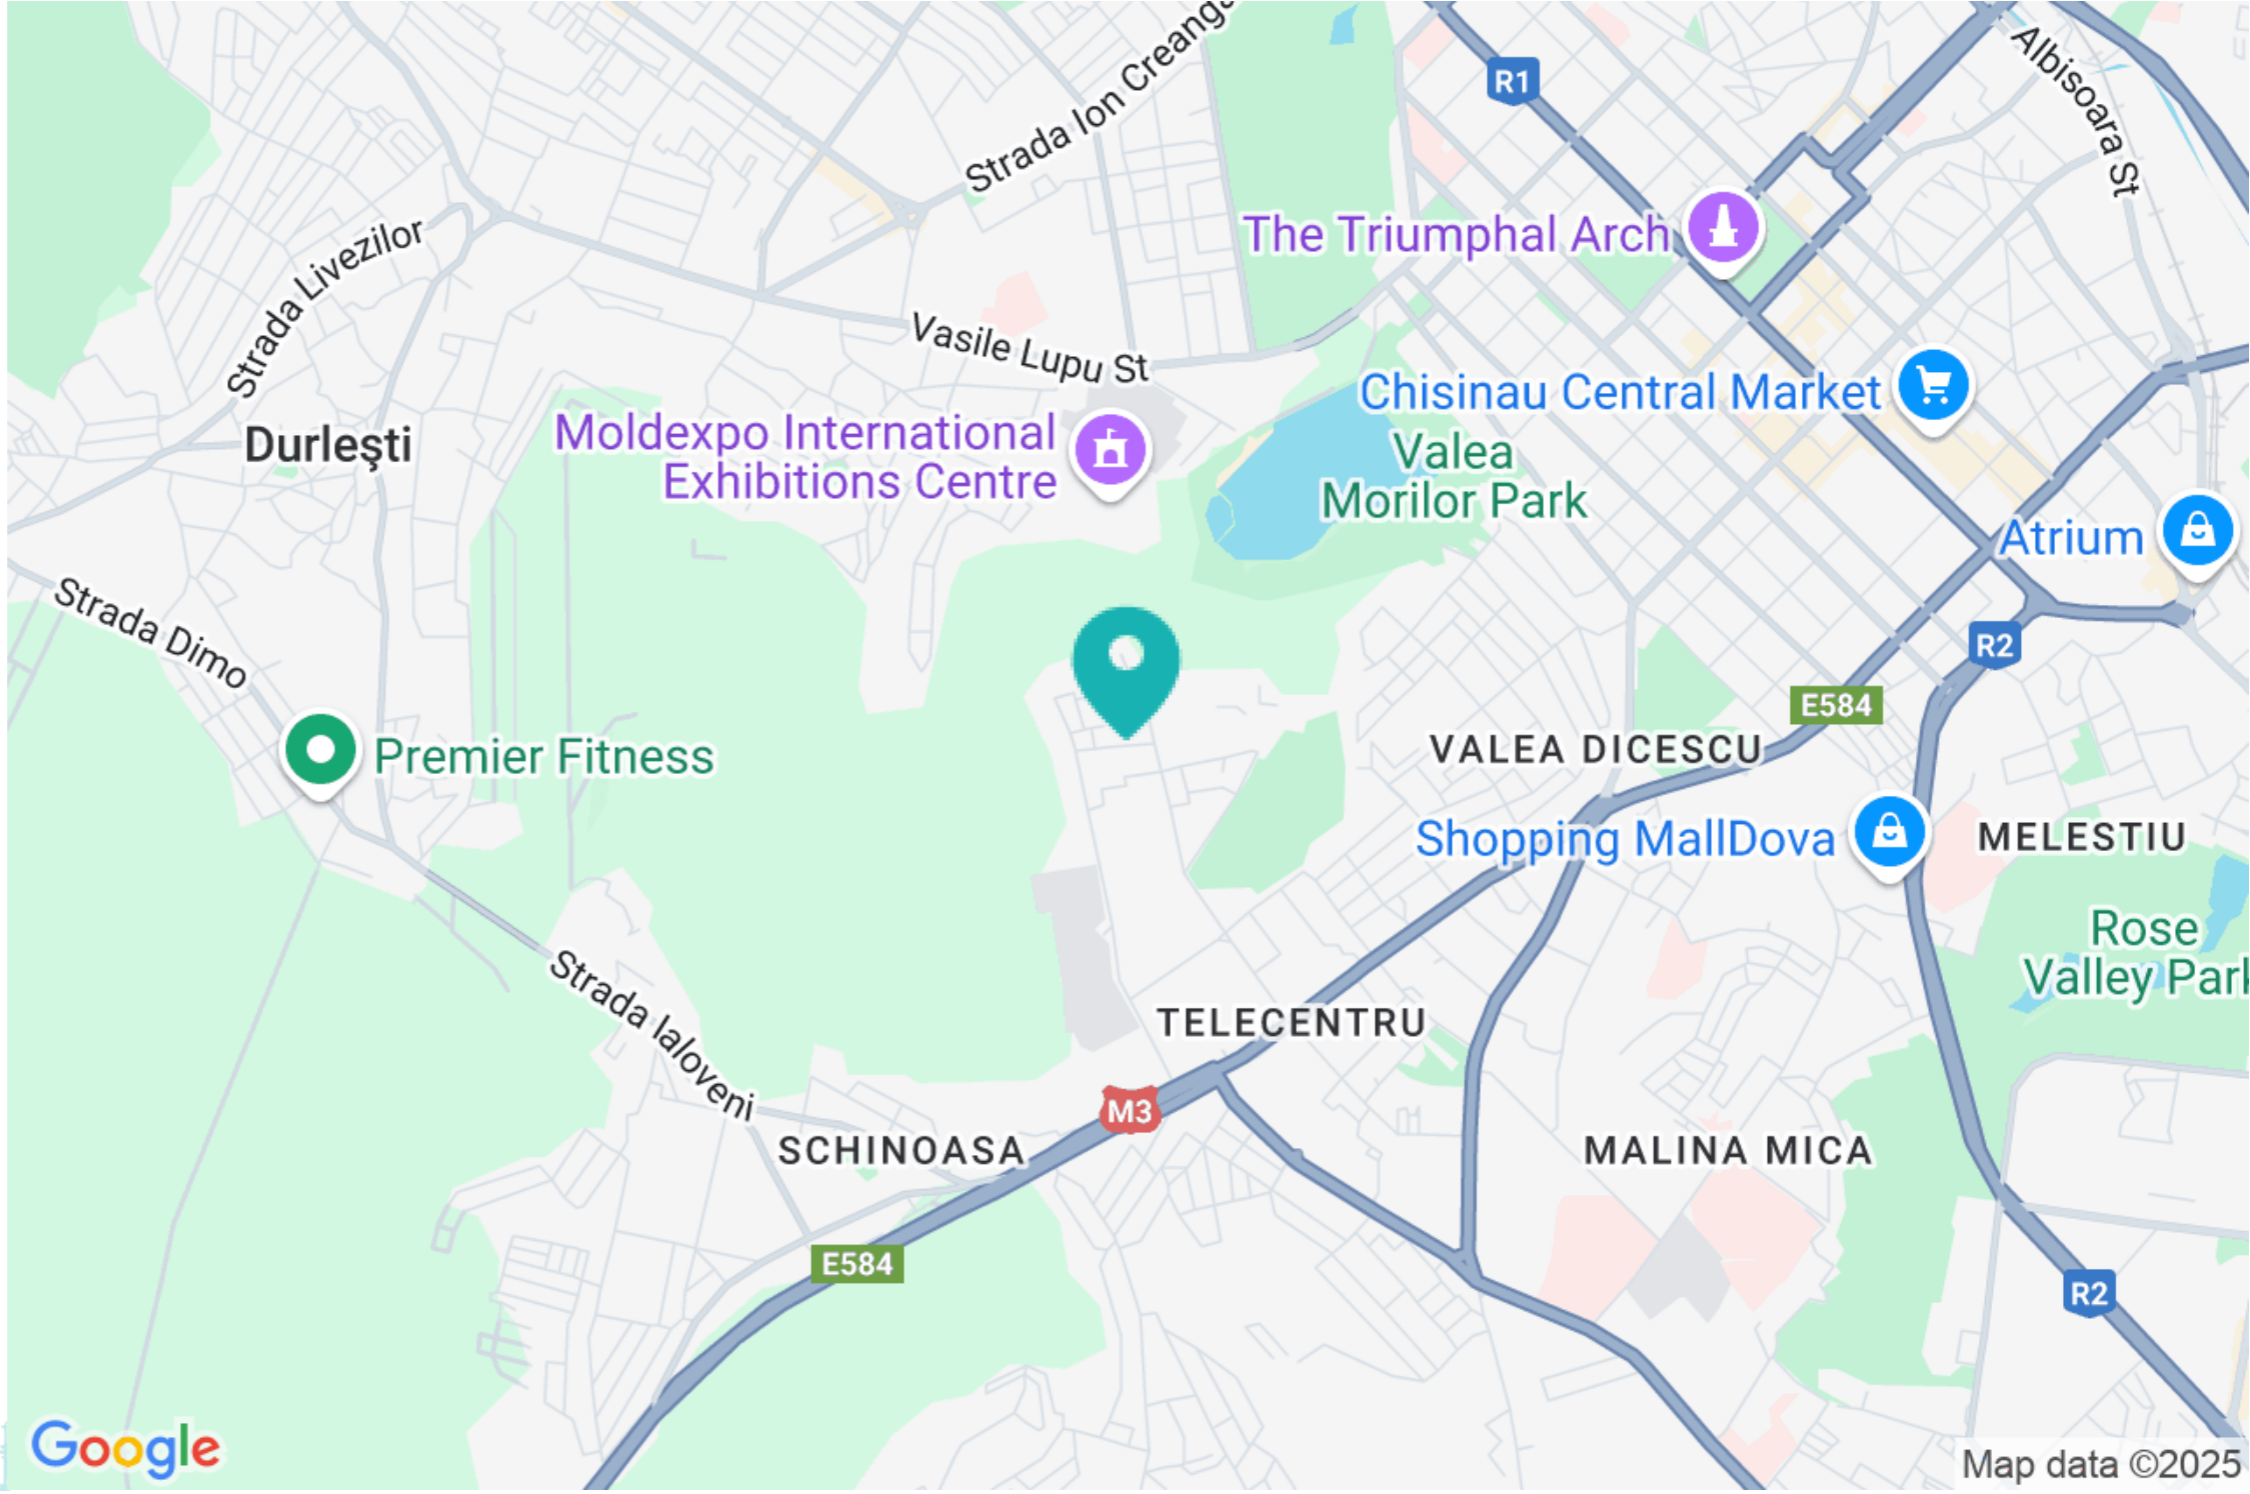 Strada Ion Creangă
Albisoara St
R1
The Triumphal Arch
Strada Livezilor
Vasile Lupu St
Chisinau Central Market
Durleşti
Moldexpo International
Exhibitions Centre
Valea
Morilor Park
Atrium
Strada Dimo
R2
E584
Premier Fitness
VALEA DICESCU
Shopping MallDova
MELESTIU
Rose
Valley Park
Strada Ialoveni
TELECENTRU
M3
SCHINOASA
MALINA MICA
E584
R2
Google
Map data ©2025